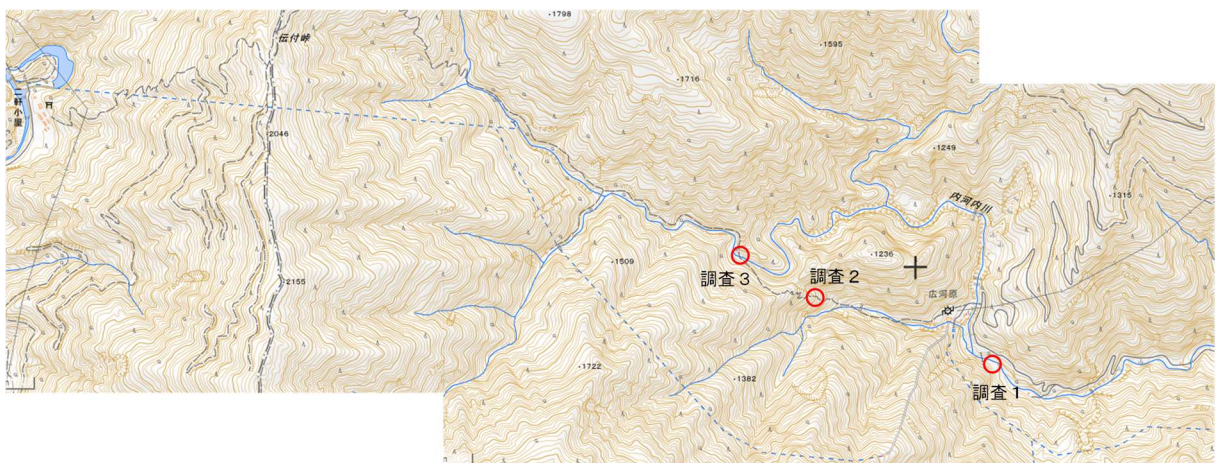 ・1798
伝付峠
・1595
・1716
二軒小屋
2046
・1249
・1315
内河内川
・1236
・1509
調査3
調査2
2155
広河原
・1722
・1382
調査1